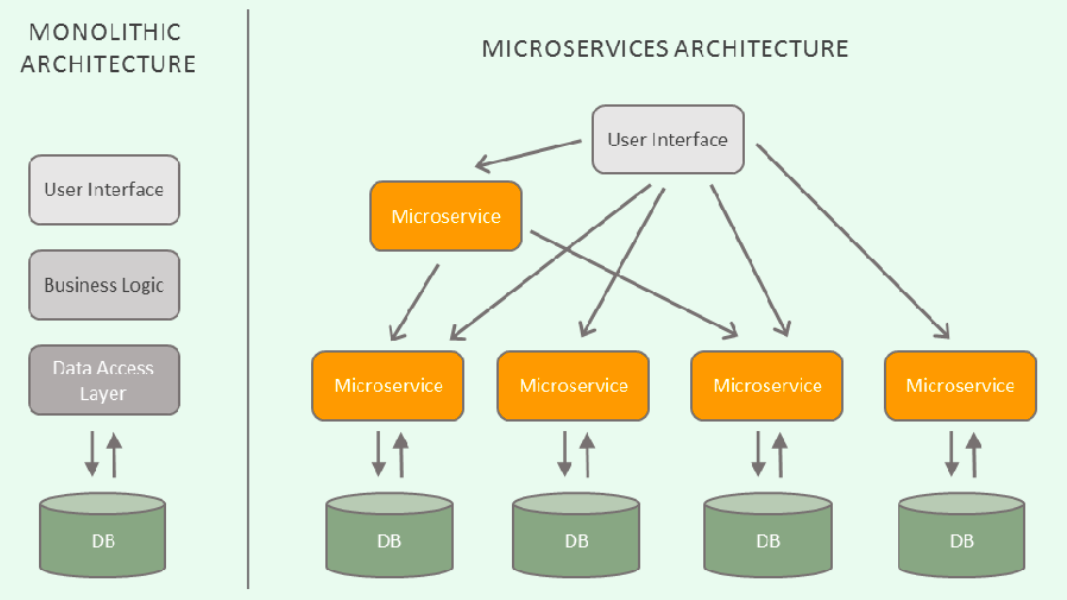 MONOLITHIC
ARCHITECTURE
User Interface
Business Logic
Data Access
Layer
DB
MICROSERVICES ARCHITECTURE
User Interface
Microservice
Microservice
Microservice
Microservice
Microservice
DB
DB
DB
DB